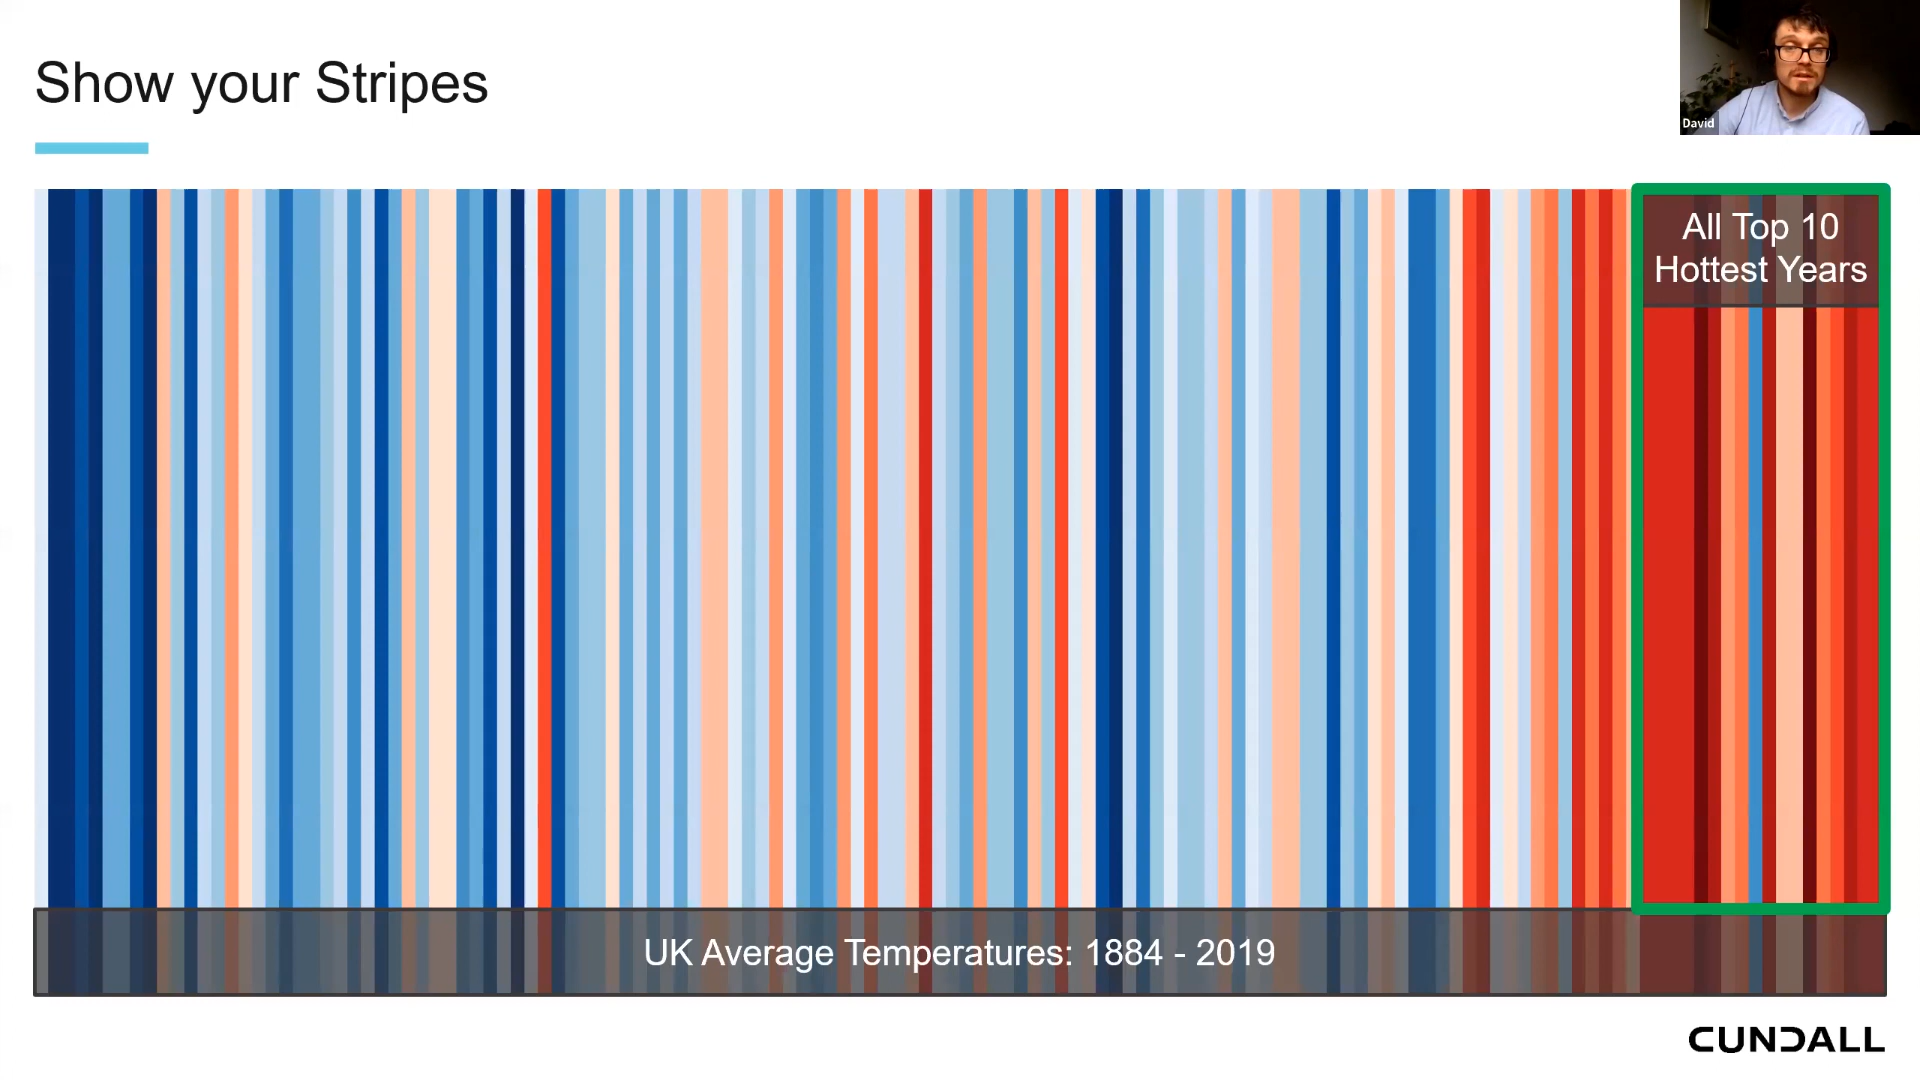 Show your Stripes
David
All Top 10
Hottest Years
UK Average Temperatures: 1884 - 2019
CUNDALL